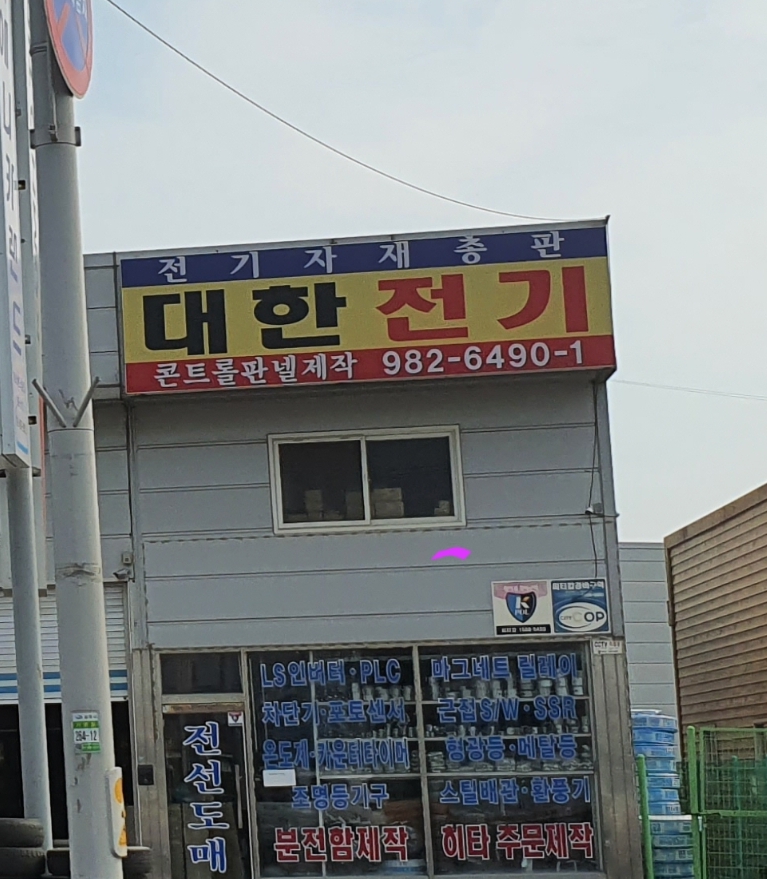 전기자재총판
대한전기
콘트롤판넬제작 982-6490-1
K
POL
CITY COP
LS인버터·PLC
마그네트 릴레이
차단기·포토센서
근접S/W·SSR
온도계·카운터타이머
형광등·메탈등
조명등기구
스틸배관·환풍기
분전함제작
히타 주문제작
전선도매
254-12